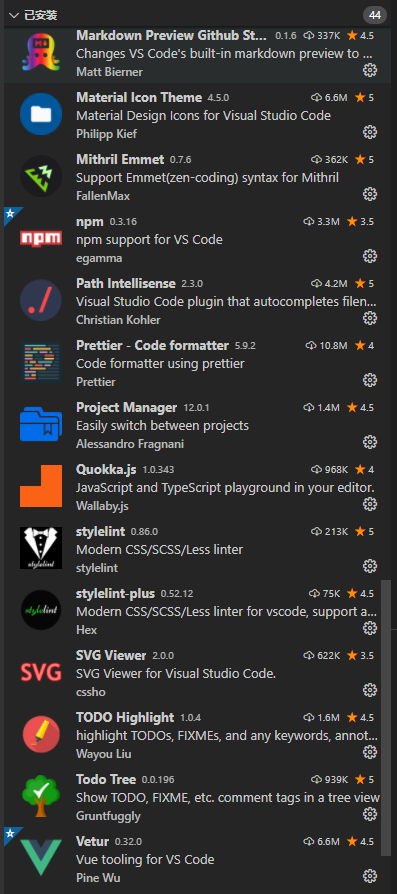 已安装 44
Markdown Preview Github St... 0.1.6 337K 4.5
Changes VS Code's built-in markdown preview to ...
Matt Bierner
Material Icon Theme 4.5.0 6.6M 5
Material Design Icons for Visual Studio Code
Philipp Kief
Mithril Emmet 0.7.6 362K 5
Support Emmet(zen-coding) syntax for Mithril
FallenMax
npm npm 0.3.16 3.3M 3.5
npm support for VS Code
egamma
Path Intellisense 2.3.0 4.2M 5
Visual Studio Code plugin that autocompletes filen...
Christian Kohler
Prettier - Code formatter 5.9.2 10.8M 4
Code formatter using prettier
Prettier
Project Manager 12.0.1 1.4M 4.5
Easily switch between projects
Alessandro Fragnani
Quokka.js 1.0.343 968K 4
JavaScript and TypeScript playground in your editor.
Wallaby.js
stylelint 0.86.0 213K 5
Modern CSS/SCSS/Less linter
stylelint stylelint
stylelint-plus 0.52.12 75K 4.5
stylelint Modern CSS/SCSS/Less linter for vscode, support a...
Hex
SVG Viewer 2.0.0 622K 3.5
SVG SVG Viewer for Visual Studio Code.
cssho
TODO Highlight 1.0.4 1.6M 4.5
highlight TODOs, FIXMEs, and any keywords, annot...
Wayou Liu
Todo Tree 0.0.196 939K 5
Show TODO, FIXME, etc. comment tags in a tree view
Gruntfuggly
Vetur 0.32.0 6.6M 4.5
Vue tooling for VS Code
Pine Wu